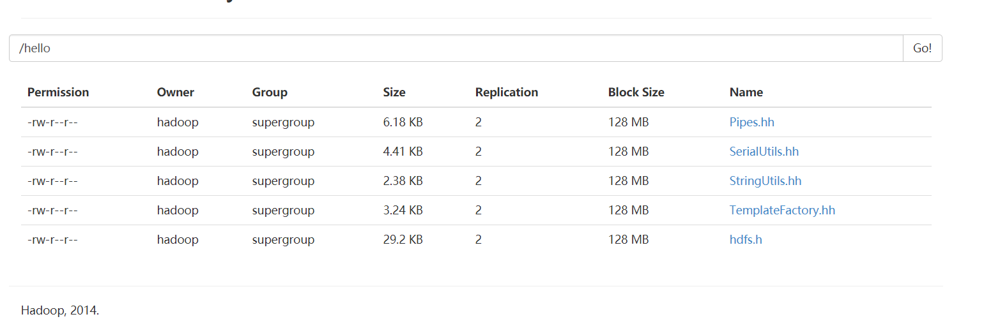 /hello Go!
Permission Owner Group Size Replication Block Size Name
-rw-r--r-- hadoop supergroup 6.18 KB 2 128 MB Pipes.hh
-rw-r--r-- hadoop supergroup 4.41 KB 2 128 MB SerialUtils.hh
-rw-r--r-- hadoop supergroup 2.38 KB 2 128 MB StringUtils.hh
-rw-r--r-- hadoop supergroup 3.24 KB 2 128 MB TemplateFactory.hh
-rw-r--r-- hadoop supergroup 29.2 KB 2 128 MB hdfs.h
Hadoop, 2014.